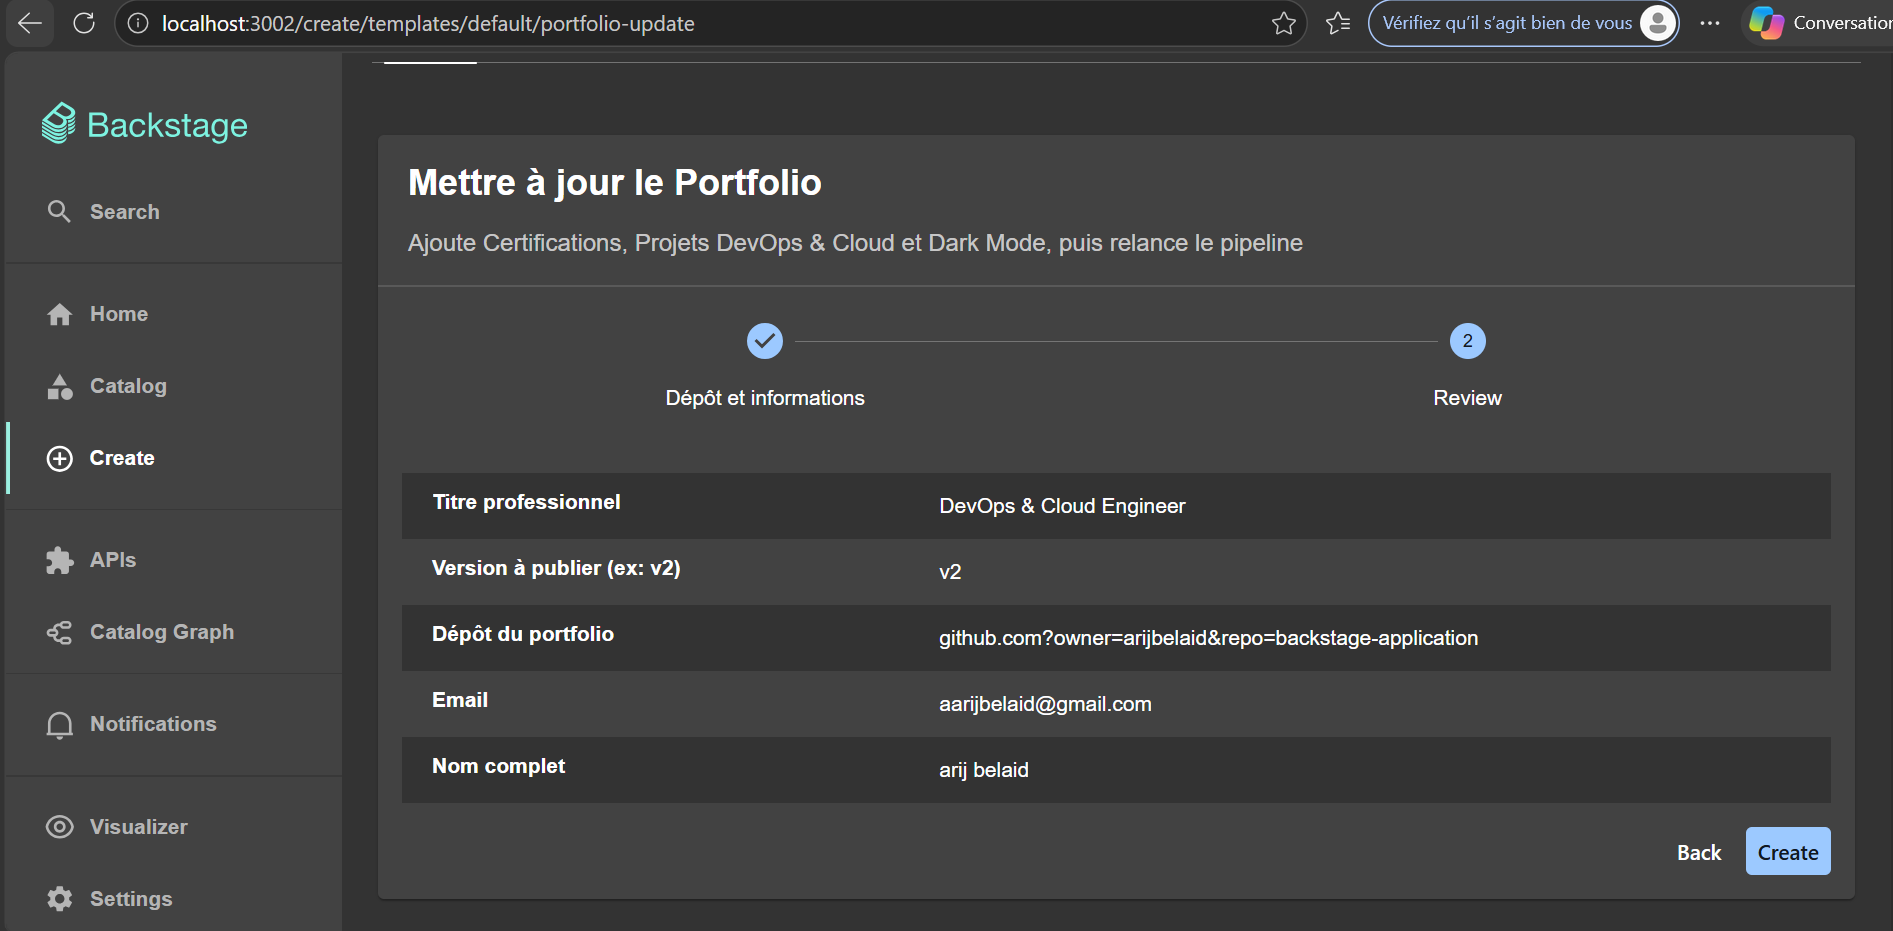 localhost:3002/create/templates/default/portfolio-update
Vérifiez qu'il s'agit bien de vous
Conversation
Backstage
Search
Home
Catalog
Create
APIs
Catalog Graph
Notifications
Visualizer
Settings
Mettre à jour le Portfolio
Ajoute Certifications, Projets DevOps & Cloud et Dark Mode, puis relance le pipeline
2
Dépôt et informations
Review
Titre professionnel
DevOps & Cloud Engineer
Version à publier (ex: v2)
v2
Dépôt du portfolio
github.com?owner=arijbelaid&repo=backstage-application
Email
aarijbelaid@gmail.com
Nom complet
arij belaid
Back
Create